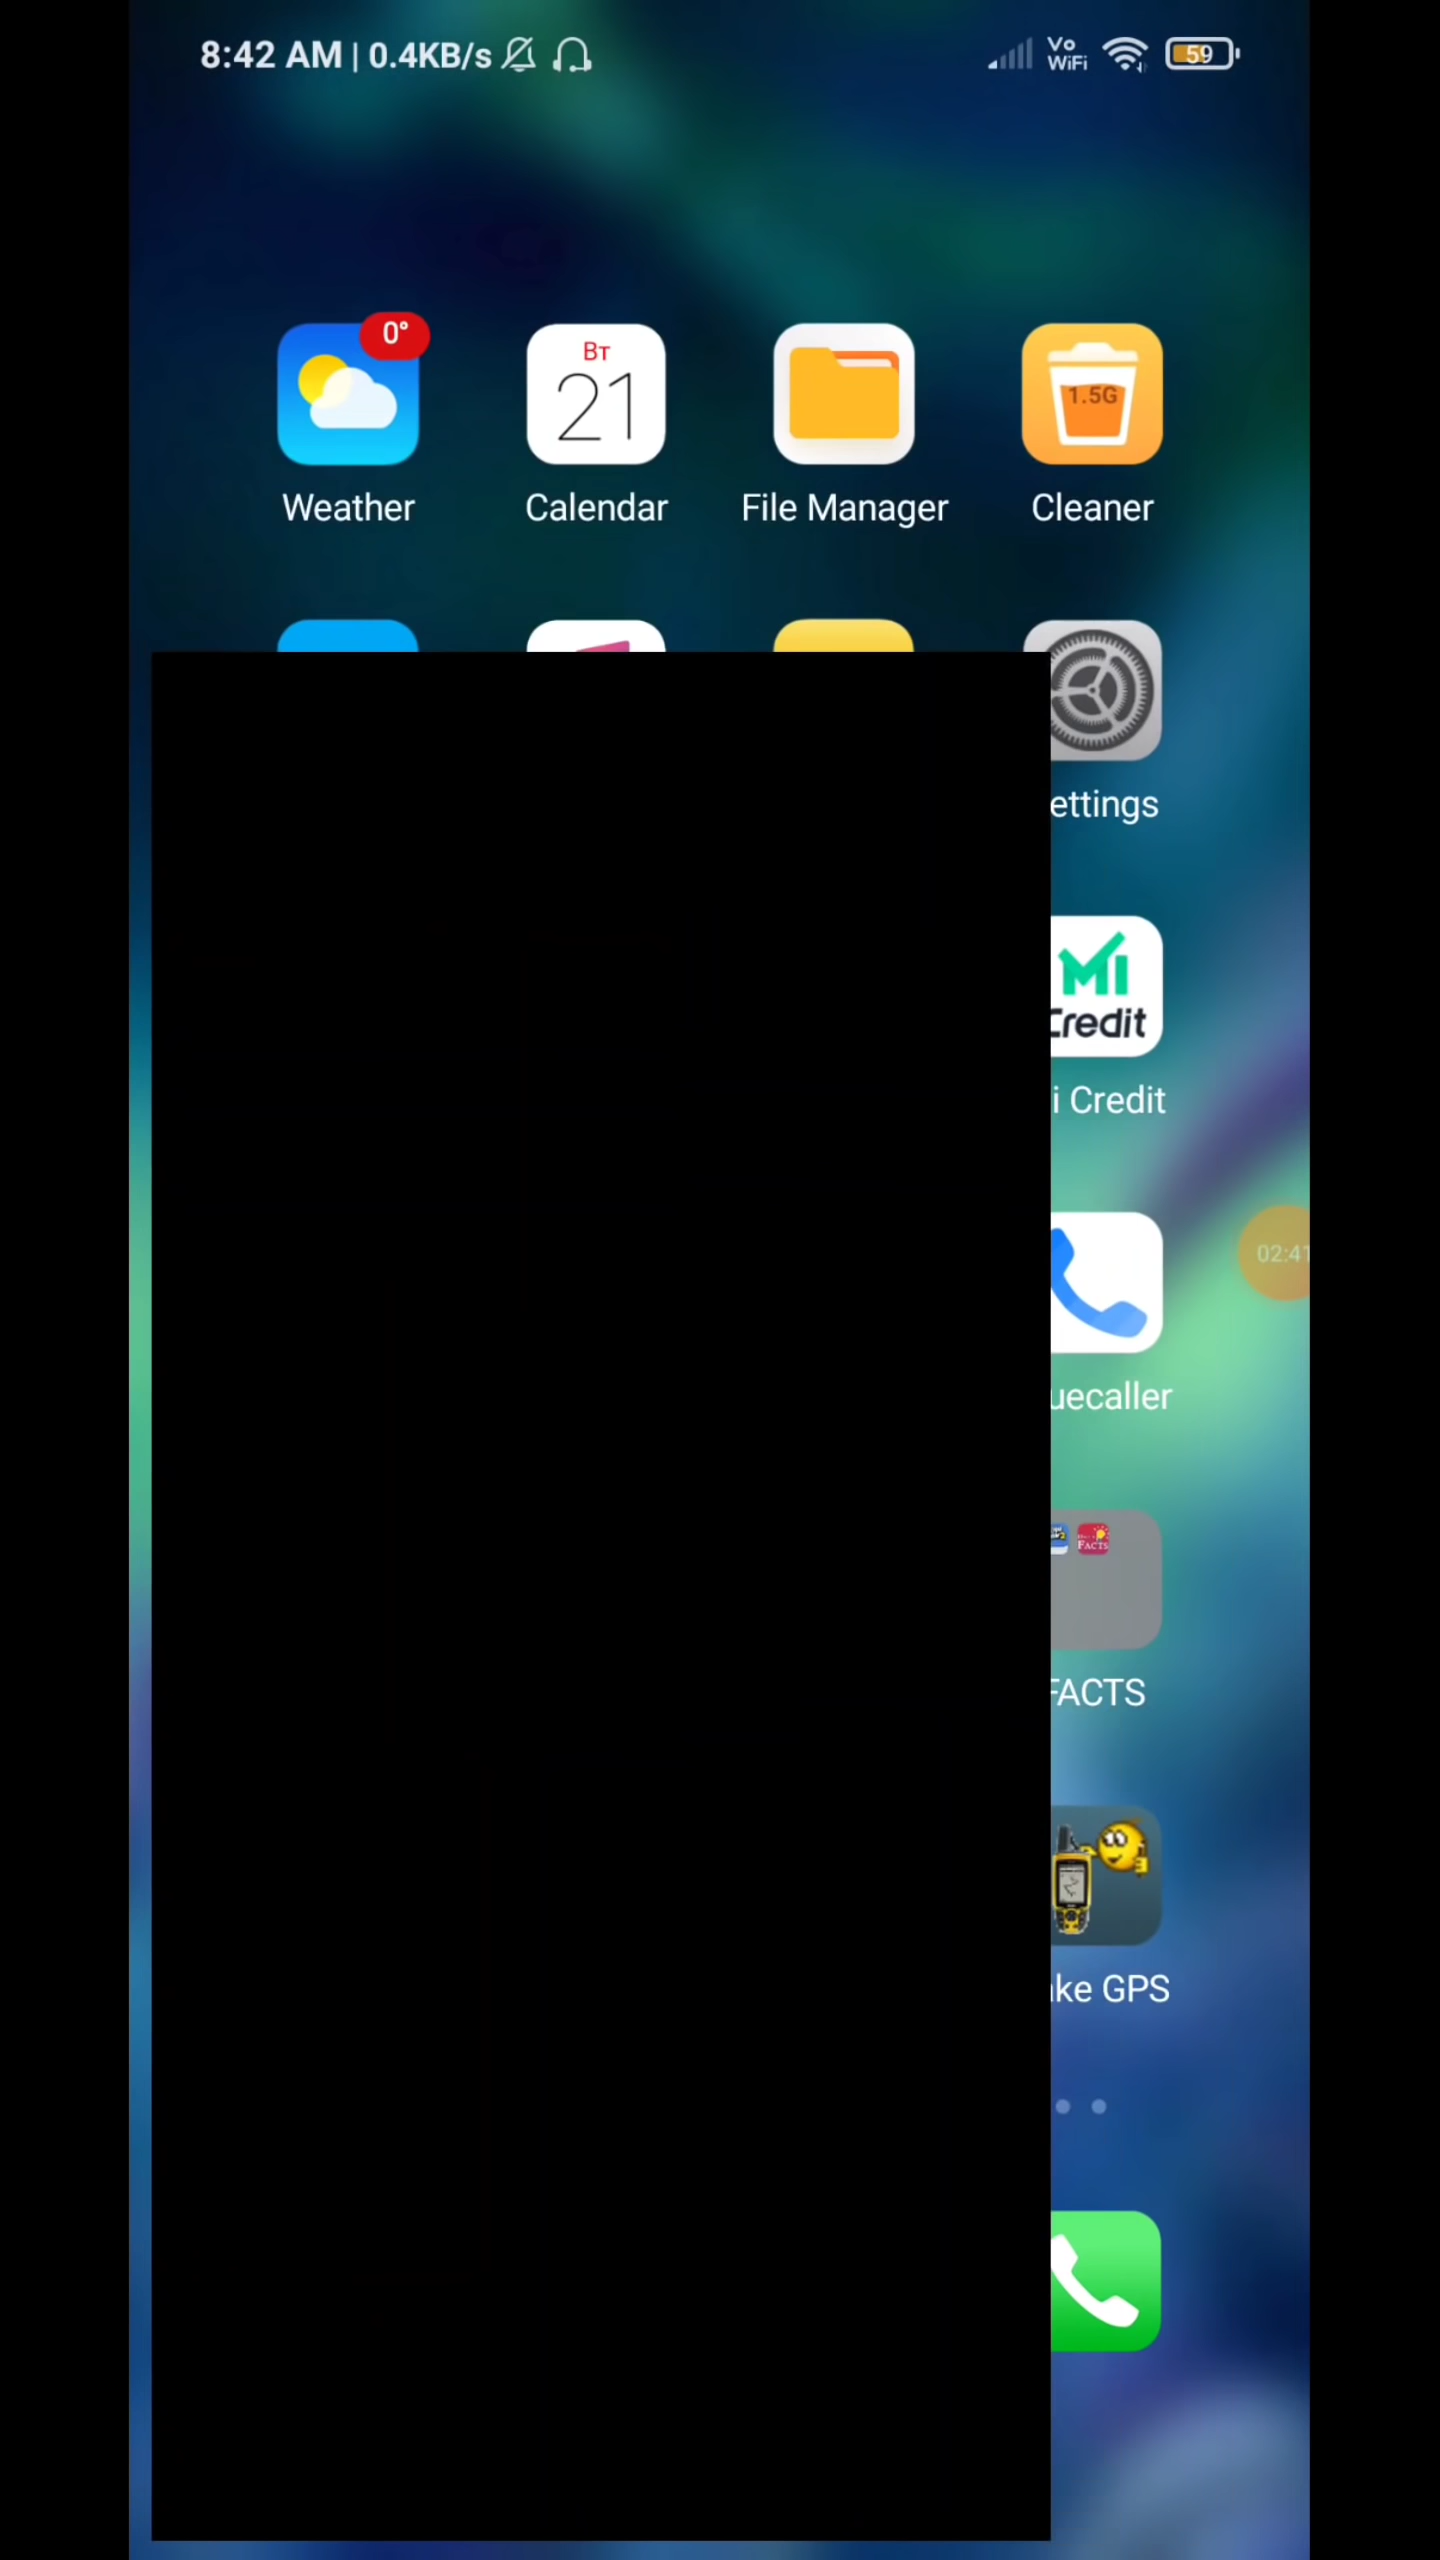 8:42 AM | 0.4KB/s
Vo
WiFi
59
0°
Вт
21
1.5G
Weather Calendar File Manager Cleaner
ettings
MI
Credit
i Credit
02:41
uecaller
FACTS
FACTS
ke GPS